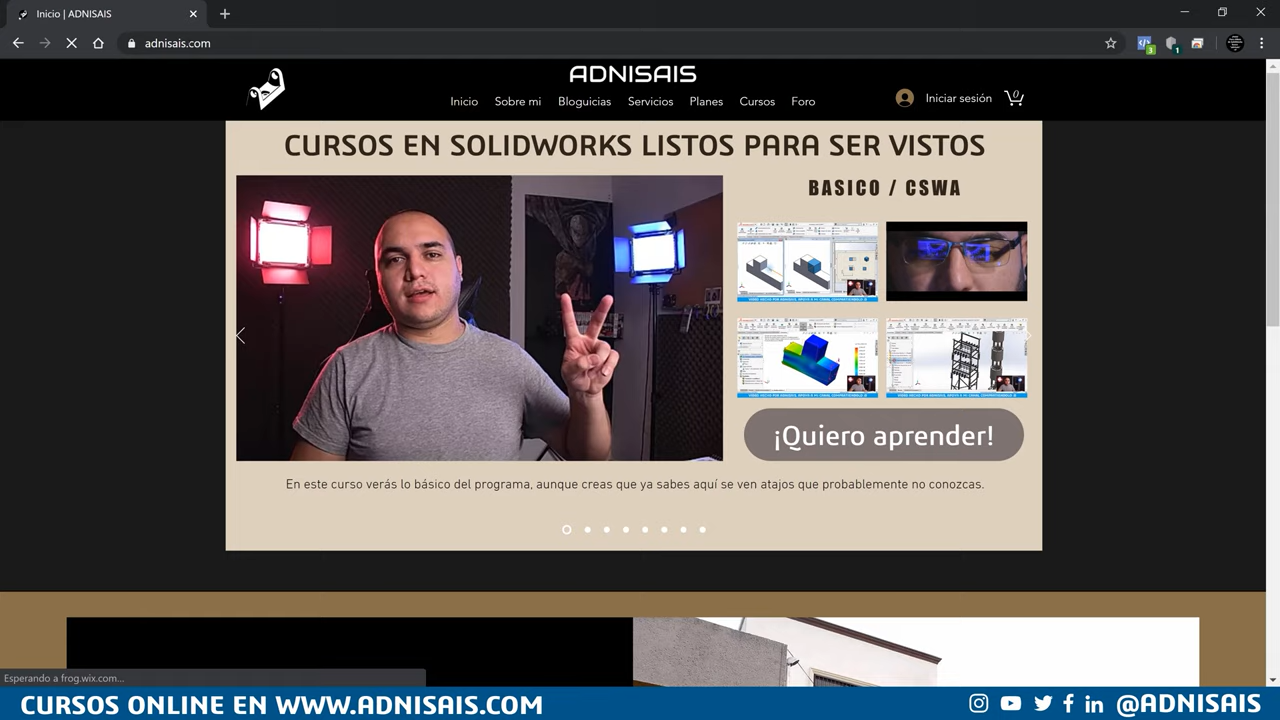 Inicio | ADNISAIS
adnisais.com
3
1
ADNISAIS
Inicio Sobre mi Bloguicias Servicios Planes Cursos Foro
Iniciar sesión
0
CURSOS EN SOLIDWORKS LISTOS PARA SER VISTOS
BASICO / CSWA
¡Quiero aprender!
En este curso verás lo básico del programa, aunque creas que ya sabes aquí se ven atajos que probablemente no conozcas.
Esperando a frog.wix.com...
CURSOS ONLINE EN WWW.ADNISAIS.COM
@ADNISAIS